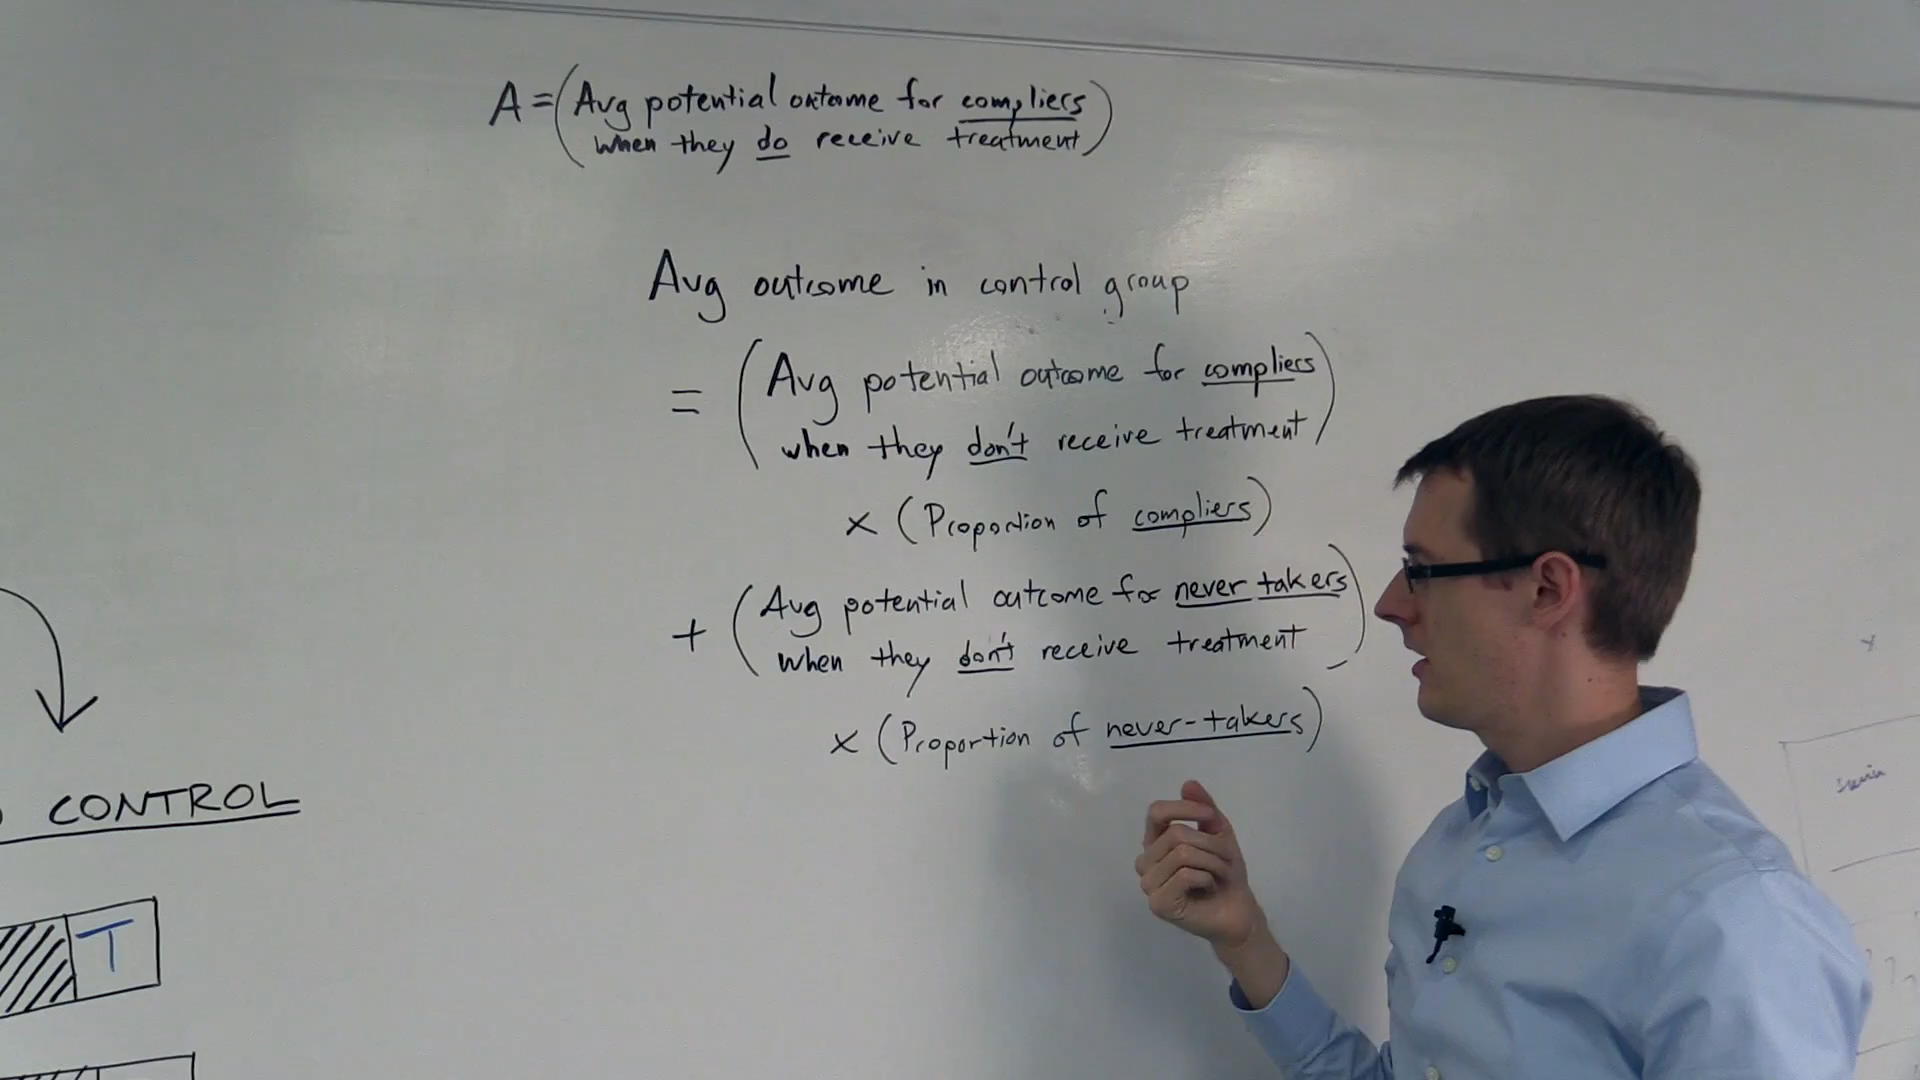 A = (Avg potential outcome for compliers
when they do receive treatment)
Avg outcome in control group
= (Avg potential outcome for compliers
when they don't receive treatment)
× (Proportion of compliers)
+ (Avg potential outcome for never takers
when they don't receive treatment)
× (Proportion of never-takers)
CONTROL
T